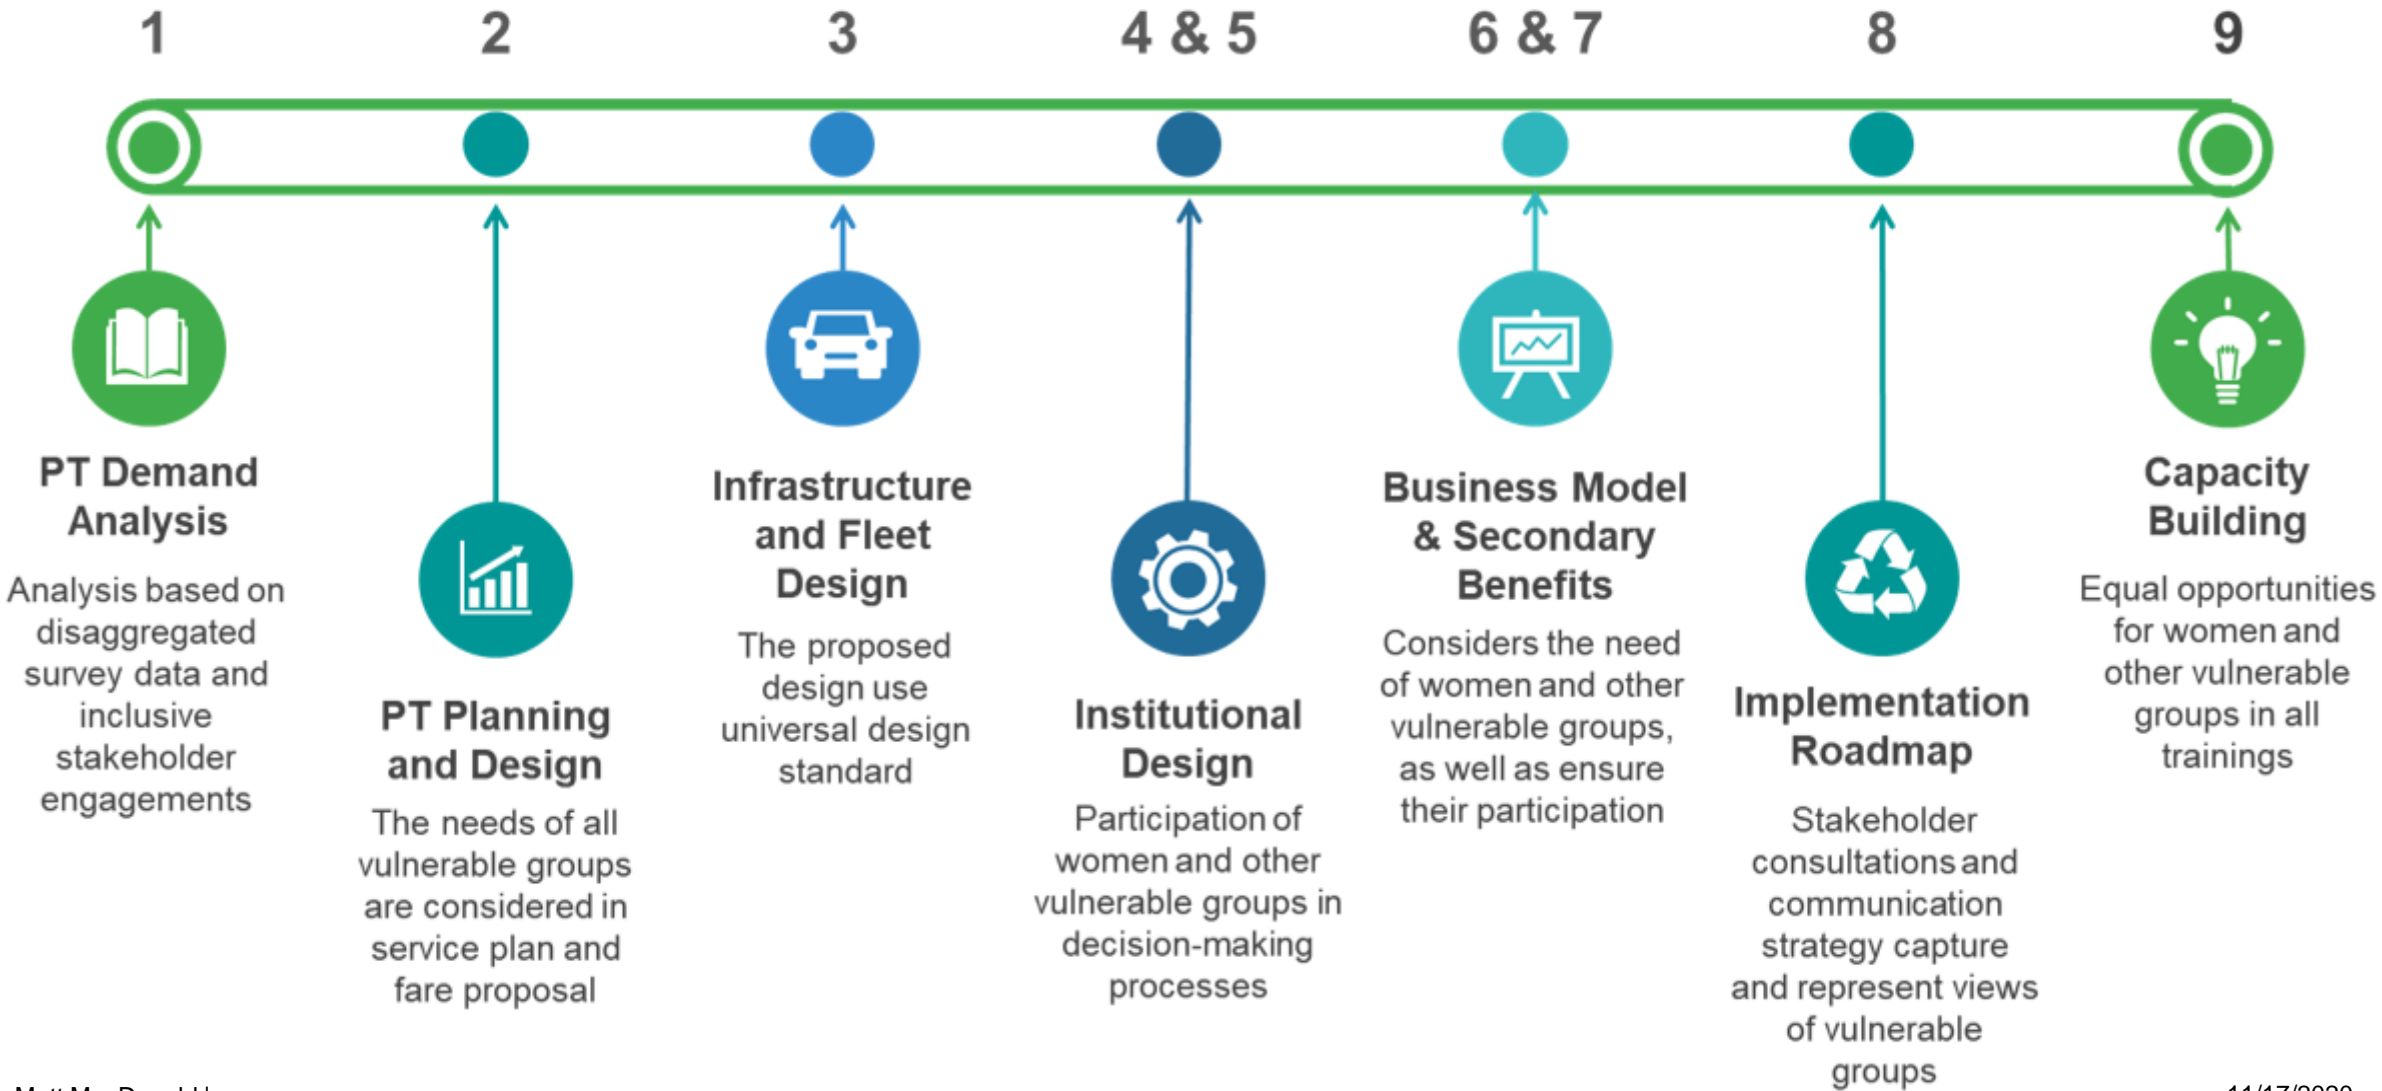 1
2
3
4 & 5
6 & 7
8
9
PT Demand
Analysis
Analysis based on
disaggregated
survey data and
inclusive
stakeholder
engagements
PT Planning
and Design
The needs of all
vulnerable groups
are considered in
service plan and
fare proposal
Infrastructure
and Fleet
Design
The proposed
design use
universal design
standard
Institutional
Design
Participation of
women and other
vulnerable groups in
decision-making
processes
Business Model
& Secondary
Benefits
Considers the need
of women and other
vulnerable groups,
as well as ensure
their participation
Implementation
Roadmap
Stakeholder
consultations and
communication
strategy capture
and represent views
of vulnerable
groups
Capacity
Building
Equal opportunities
for women and
other vulnerable
groups in all
trainings